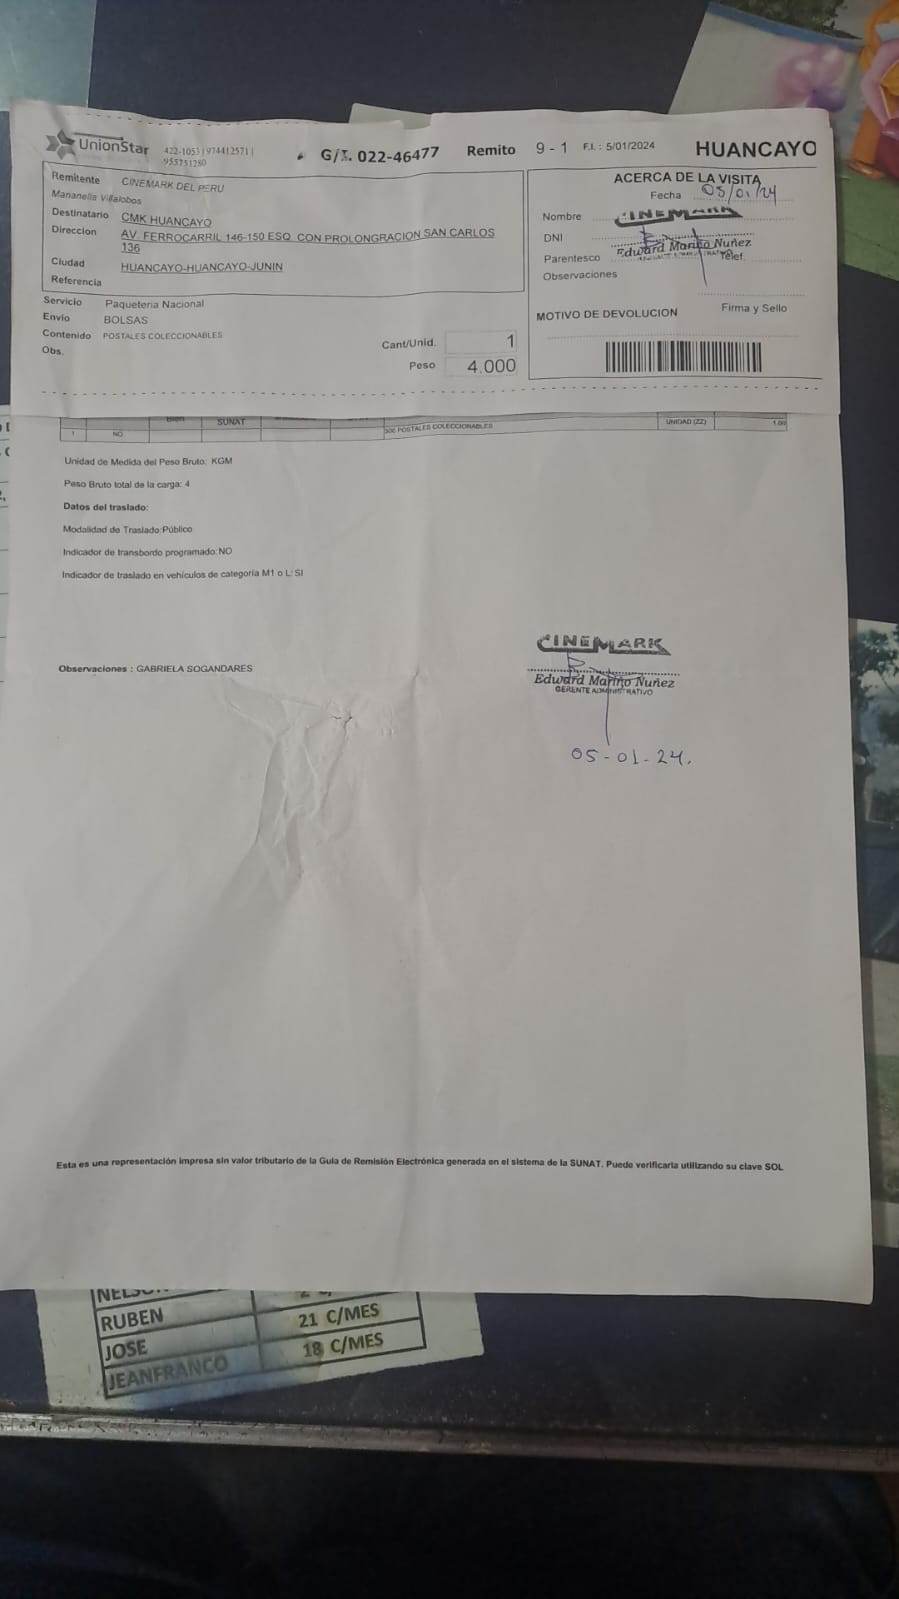 UnionStar
422-1053 | 974412571 |
955751280
G/I. 022-46477
Remito 9 - 1 F.I. : 5/01/2024
HUANCAYO
Remitente CINEMARK DEL PERU
Villalobos
Destinatario CMK HUANCAYO
Direccion AV. FERROCARRIL 146-150 ESQ. CON PROLONGRACION SAN CARLOS
136
Ciudad HUANCAYO-HUANCAYO-JUNIN
Referencia
Servicio Paqueteria Nacional
Envio BOLSAS
Contenido POSTALES COLECCIONABLES
Obs.
Cant/Unid. 1
Peso 4.000
ACERCA DE LA VISITA
Fecha 05/01/24
Nombre CINEMARK
DNI
Edward Mariño Nuñez
Parentesco Telef.
Observaciones
MOTIVO DE DEVOLUCION Firma y Sello
Bien SUNAT
1 NO 500 POSTALES COLECCIONABLES UNIDAD (ZZ) 1.00
Unidad de Medida del Peso Bruto: KGM
Peso Bruto total de la carga: 4
Datos del traslado:
Modalidad de Traslado:Público
Indicador de transbordo programado:NO
Indicador de traslado en vehículos de categoría M1 o L: SI
Observaciones : GABRIELA SOGANDARES
CINEMARK
Edward Mariño Nuñez
GERENTE ADMINISTRATIVO
05-01-24.
Esta es una representación impresa sin valor tributario de la Guia de Remisión Electrónica generada en el sistema de la SUNAT. Puede verificarla utilizando su clave SOL
RUBEN 21 C/MES
JOSE 18 C/MES
JEANFRANCO